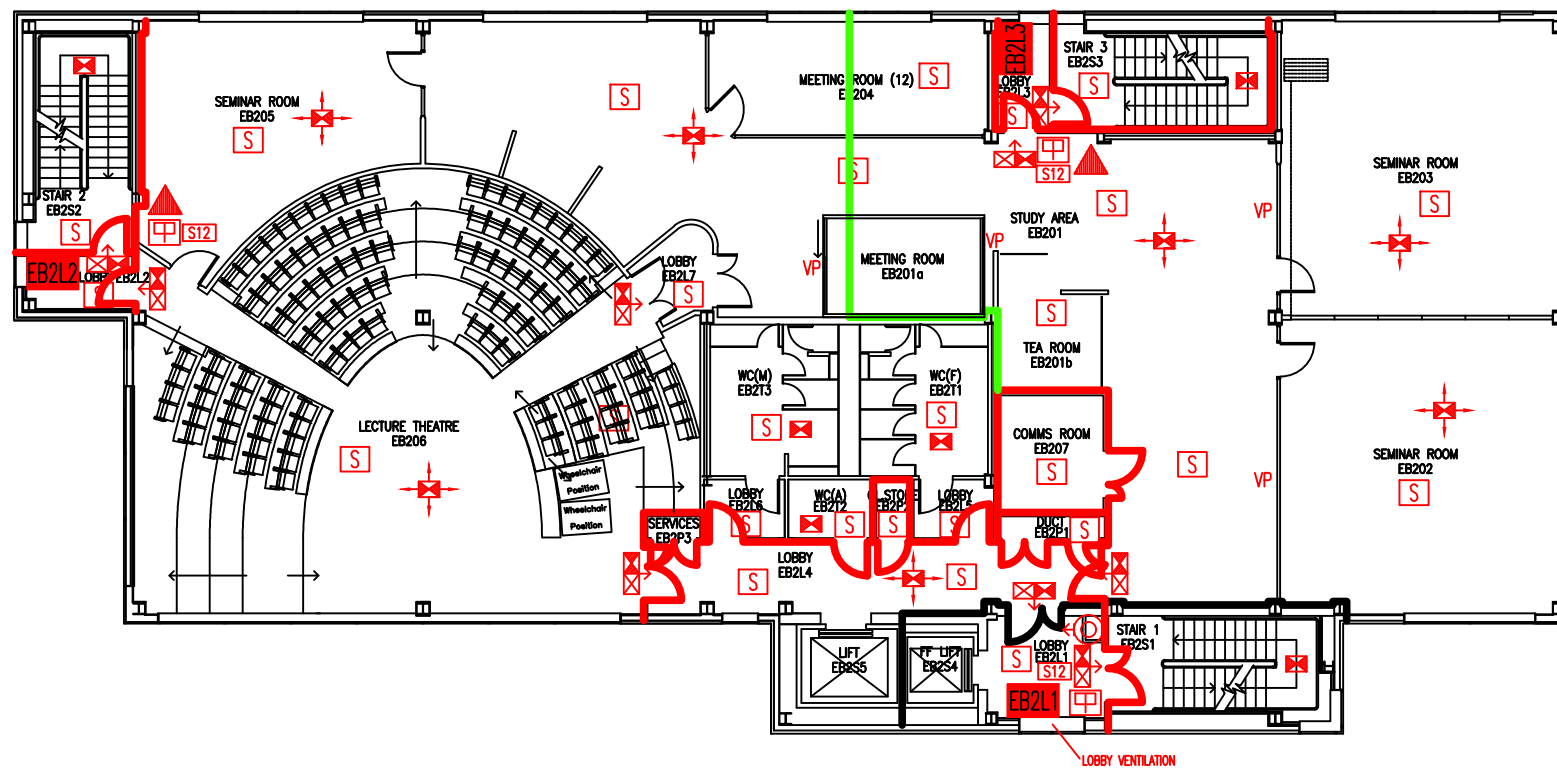 SEMINAR ROOM
EB205
S
S
MEETING ROOM (12)
EB204
S
EB2L3
LOBBY
EB2L3
S
STAIR 3
EB2S3
S
S12
S
SEMINAR ROOM
EB203
S
STAIR 2
EB2S2
S
S12
EB2L2
LOBBY EB2L2
S
LOBBY
EB2L7
S
VP
MEETING ROOM
EB201a
VP
STUDY AREA
EB201
S
VP
S
TEA ROOM
EB201b
WC(M)
EB2T3
S
WC(F)
EB2T1
S
LECTURE THEATRE
EB206
S
S
Wheelchair
Position
Wheelchair
Position
COMMS ROOM
EB207
S
S
VP
SEMINAR ROOM
EB202
S
SERVICES
EB2P3
LOBBY
EB2L6
S
WC(A)
EB2T2
S
STORE
EB2P2
S
LOBBY
EB2L5
S
DUCT
EB2P1
S
LOBBY
EB2L4
S
S
LIFT
EB2S5
FF LIFT
EB2S4
LOBBY
EB2L1
S
S12
EB2L1
STAIR 1
EB2S1
LOBBY VENTILATION